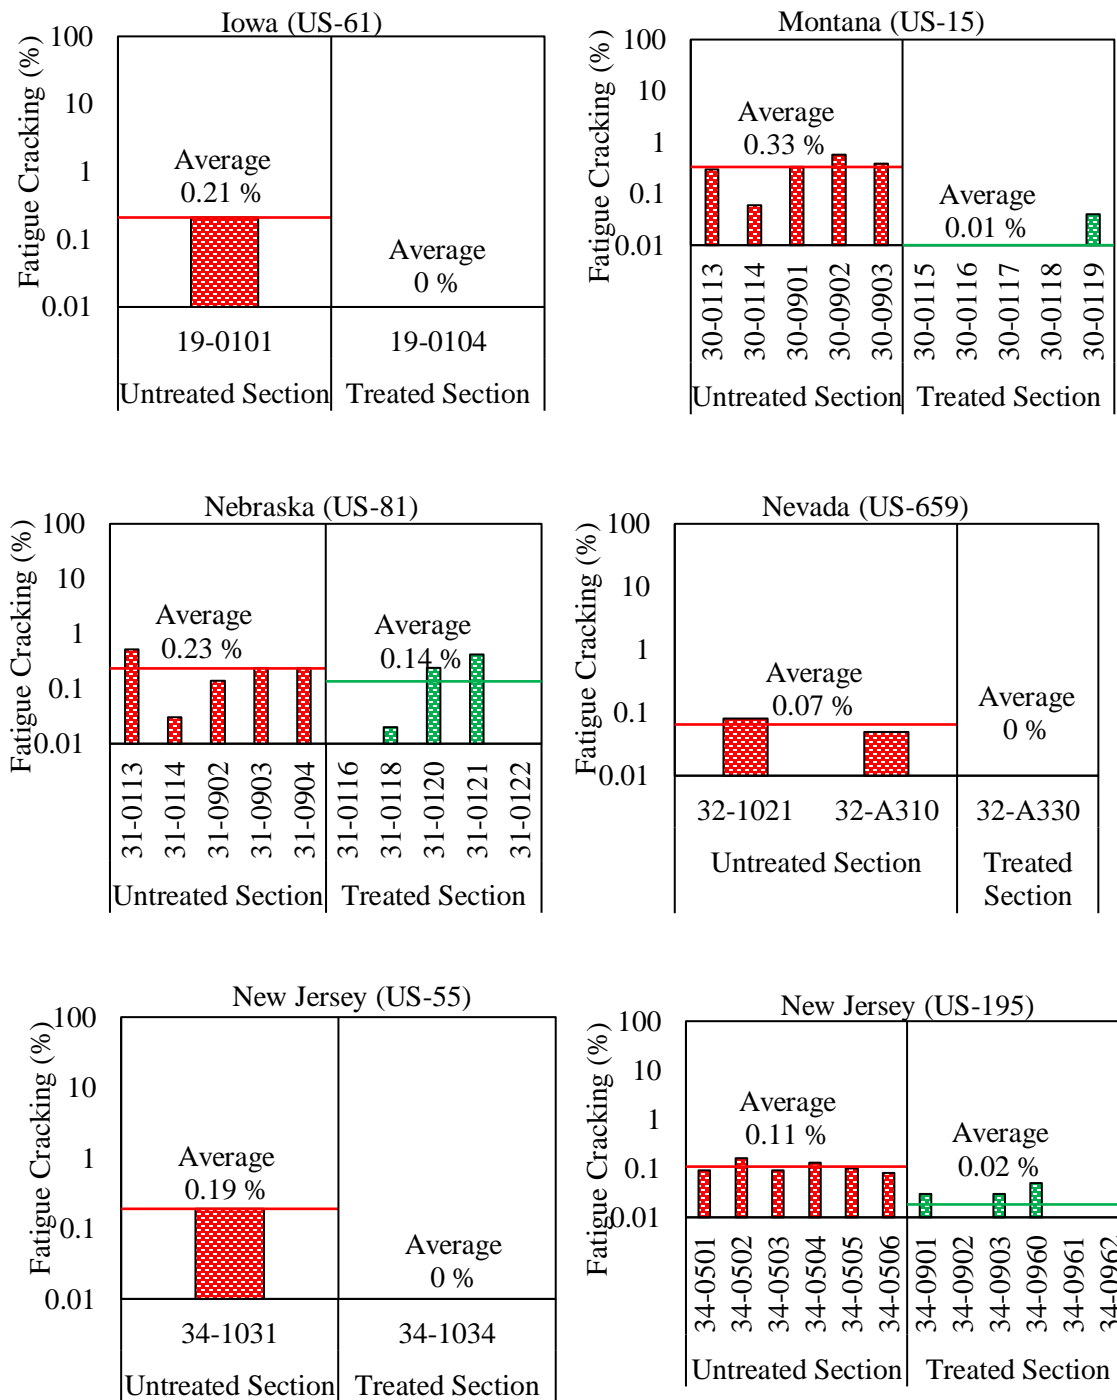 Iowa (US-61)
Fatigue Cracking (%)
100
10
1
0.1
0.01
Average
0.21 %
Average
0 %
19-0101
19-0104
Untreated Section
Treated Section
Montana (US-15)
Fatigue Cracking (%)
100
10
1
0.1
0.01
Average
0.33 %
Average
0.01 %
30-0113
30-0114
30-0901
30-0902
30-0903
30-0115
30-0116
30-0117
30-0118
30-0119
Untreated Section
Treated Section
Nebraska (US-81)
Fatigue Cracking (%)
100
10
1
0.1
0.01
Average
0.23 %
Average
0.14 %
31-0113
31-0114
31-0902
31-0903
31-0904
31-0116
31-0118
31-0120
31-0121
31-0122
Untreated Section
Treated Section
Nevada (US-659)
Fatigue Cracking (%)
100
10
1
0.1
0.01
Average
0.07 %
Average
0 %
32-1021
32-A310
32-A330
Untreated Section
Treated
Section
New Jersey (US-55)
Fatigue Cracking (%)
100
10
1
0.1
0.01
Average
0.19 %
Average
0 %
34-1031
34-1034
Untreated Section
Treated Section
New Jersey (US-195)
Fatigue Cracking (%)
100
10
1
0.1
0.01
Average
0.11 %
Average
0.02 %
34-0501
34-0502
34-0503
34-0504
34-0505
34-0506
34-0901
34-0902
34-0903
34-0960
34-0961
34-0962
Untreated Section
Treated Section